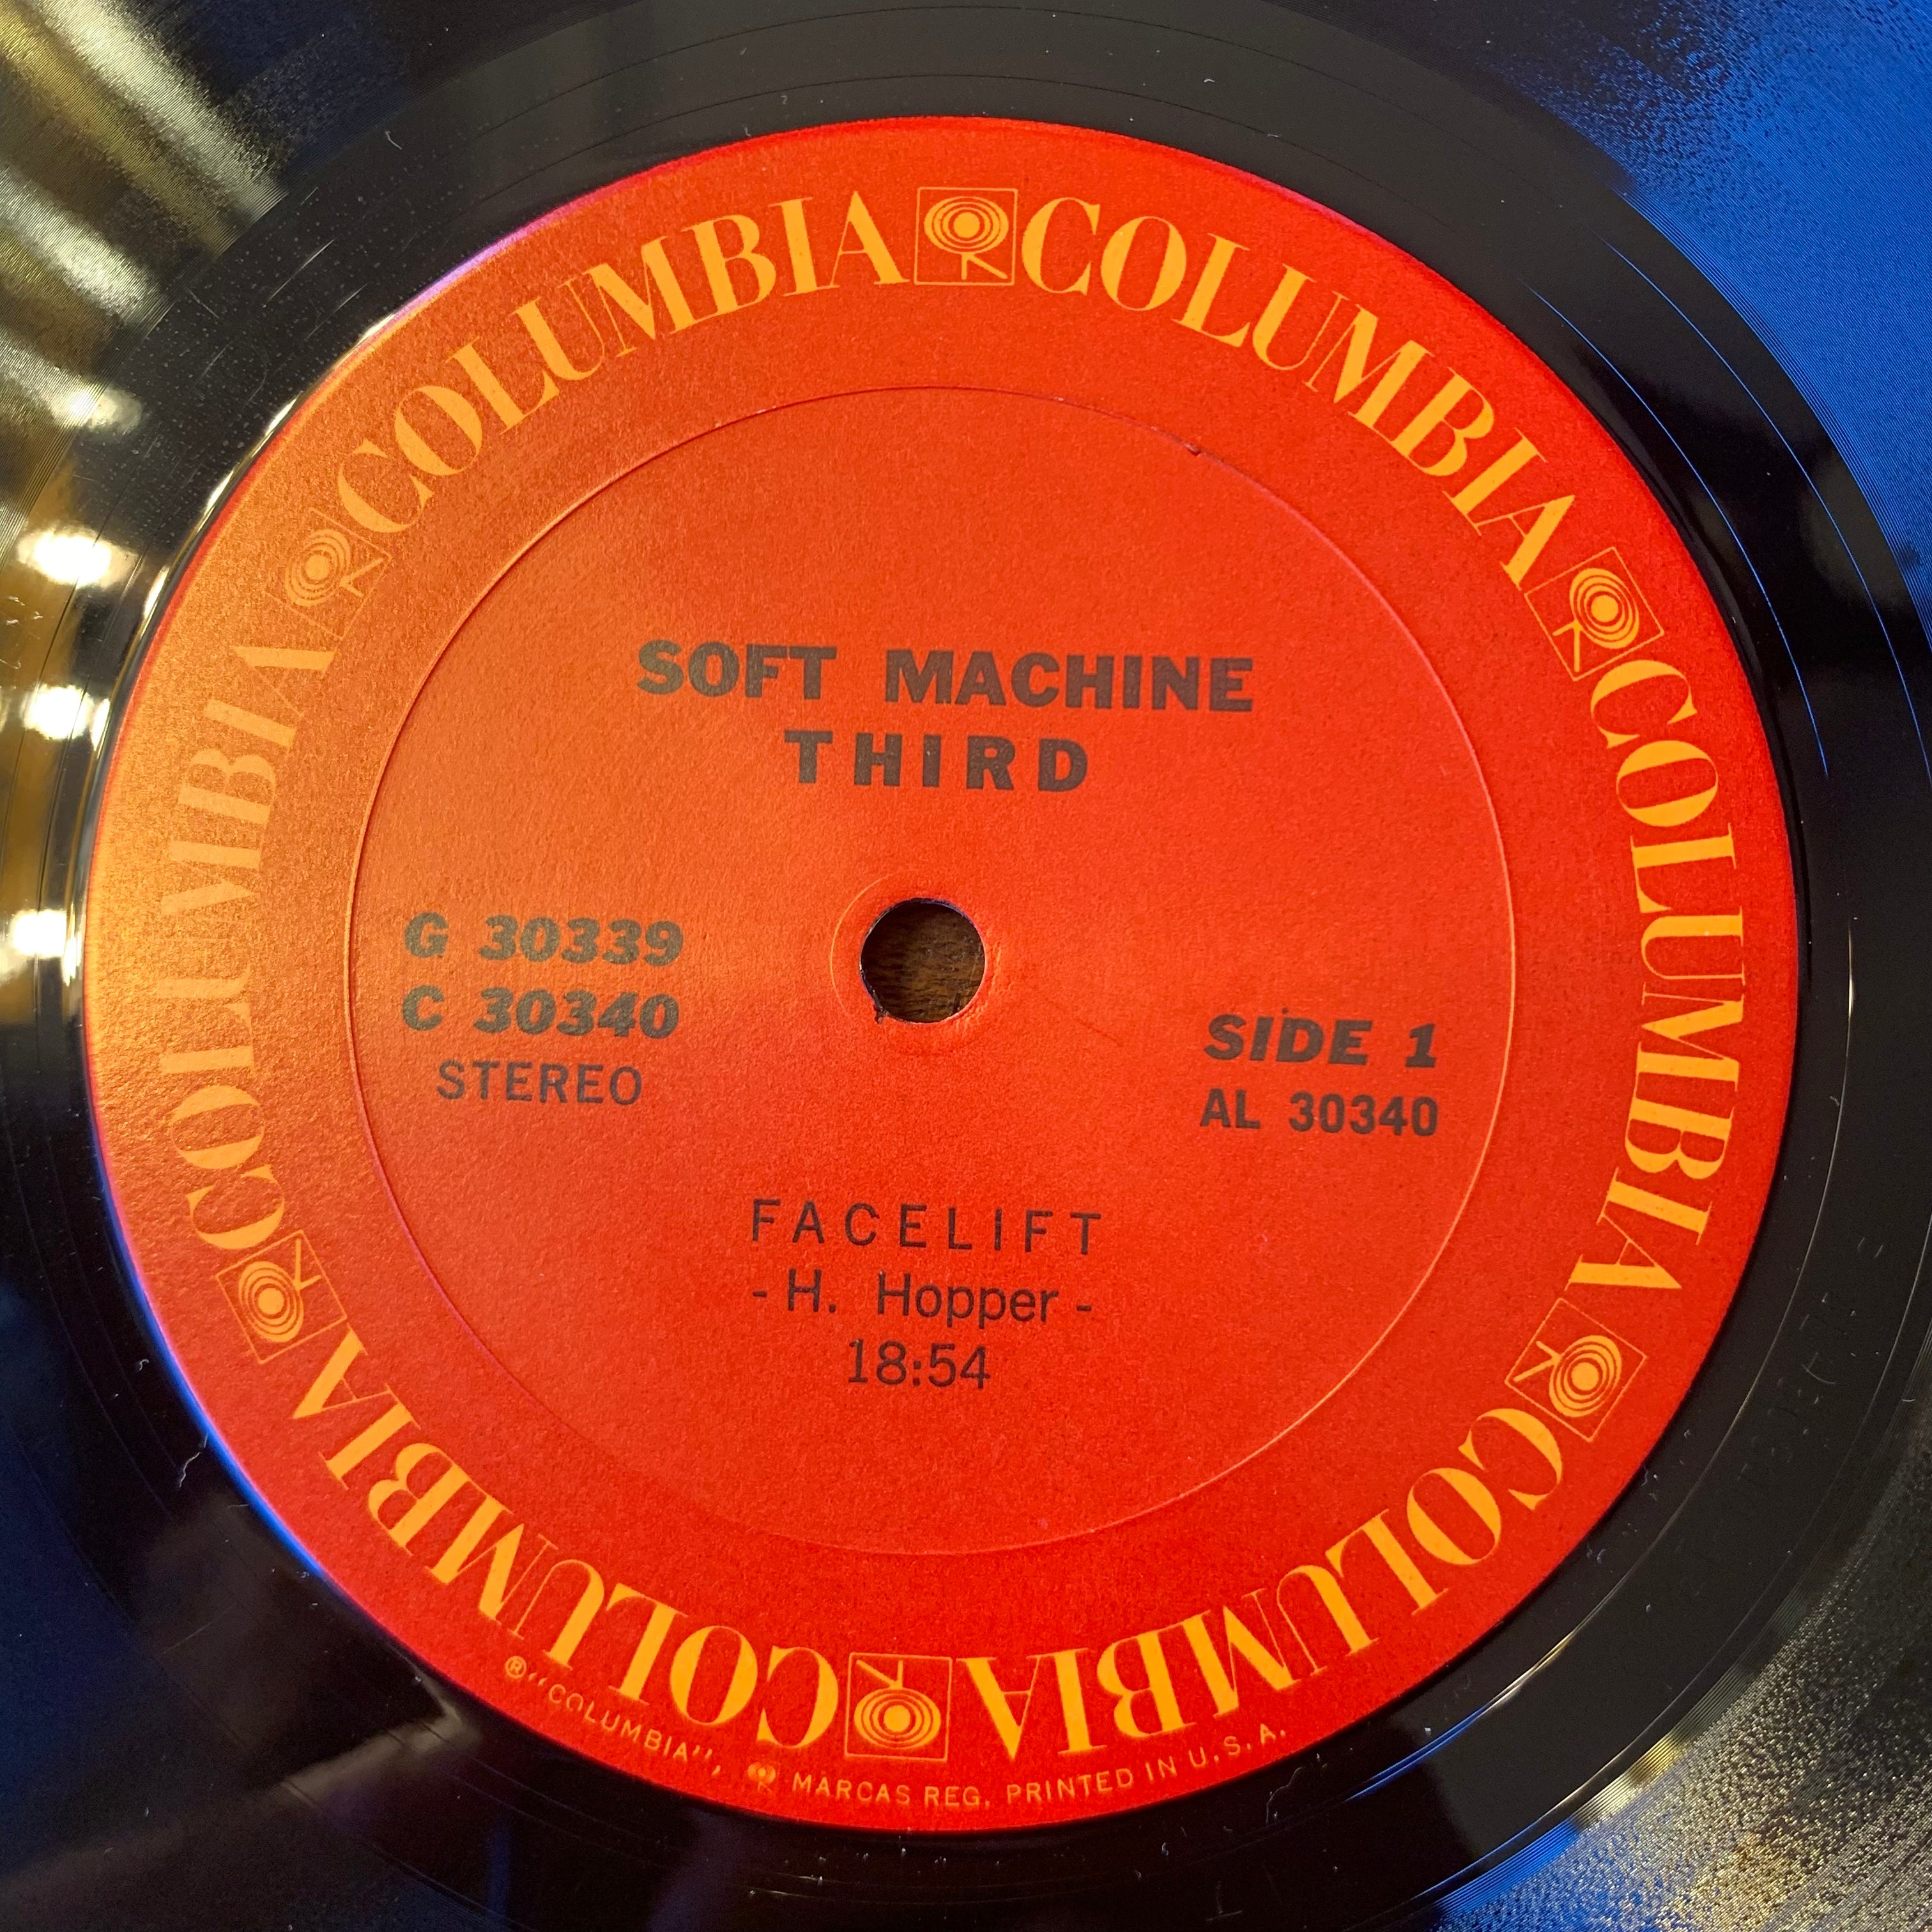 COLUMBIA COLUMBIA COLUMBIA COLUMBIA COLUMBIA COLUMBIA
SOFT MACHINE
THIRD
G 30339
C 30340
STEREO
SIDE 1
AL 30340
FACELIFT
- H. Hopper -
18:54
®"COLUMBIA", MARCAS REG. PRINTED IN U.S.A.